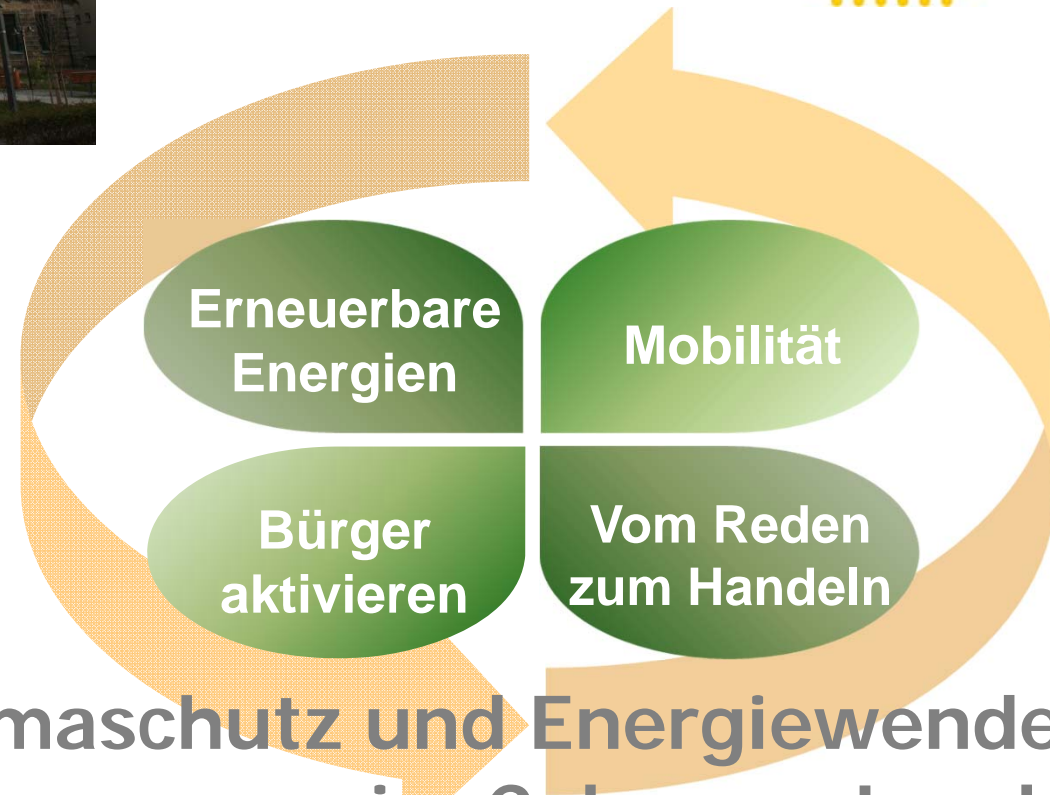 Erneuerbare
Energien
Mobilität
Bürger
aktivieren
Vom Reden
zum Handeln
maschutz und Energiewende